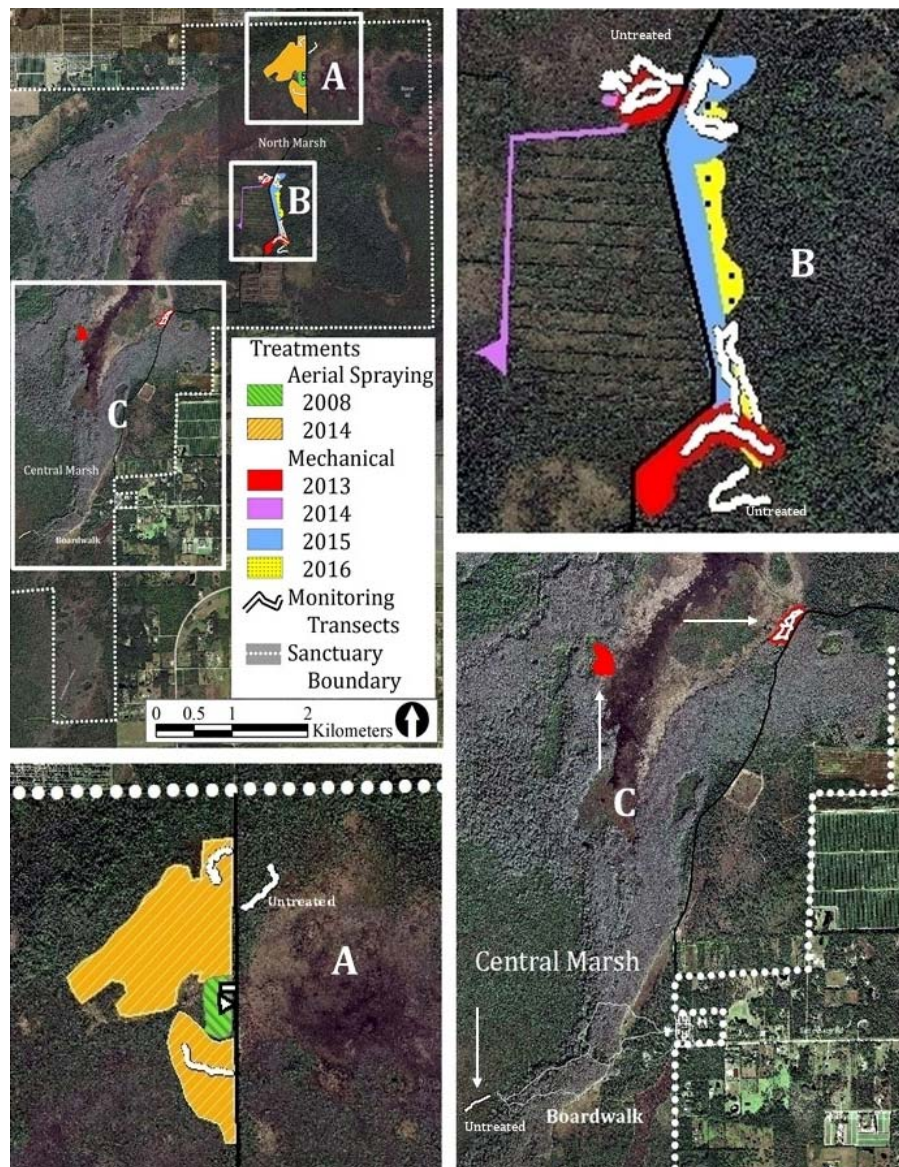 A
North Marsh
B
C
Central Marsh
Boardwalk
Treatments
Aerial Spraying
2008
2014
Mechanical
2013
2014
2015
2016
Monitoring
Transects
Sanctuary
Boundary
0 0.5 1 2
Kilometers
Untreated
B
Untreated
Untreated
A
C
Central Marsh
Boardwalk
Untreated